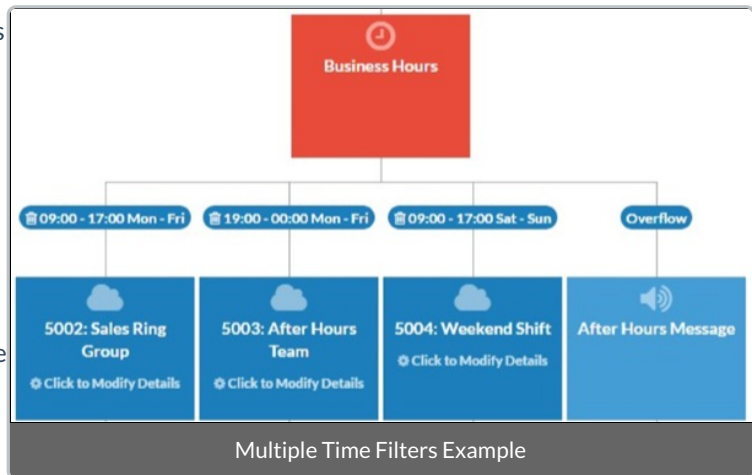 s
Business Hours
09:00 - 17:00 Mon - Fri
19:00 - 00:00 Mon - Fri
09:00 - 17:00 Sat - Sun
Overflow
5002: Sales Ring
Group
Click to Modify Details
5003: After Hours
Team
Click to Modify Details
5004: Weekend Shift
Click to Modify Details
After Hours Message
e
Multiple Time Filters Example